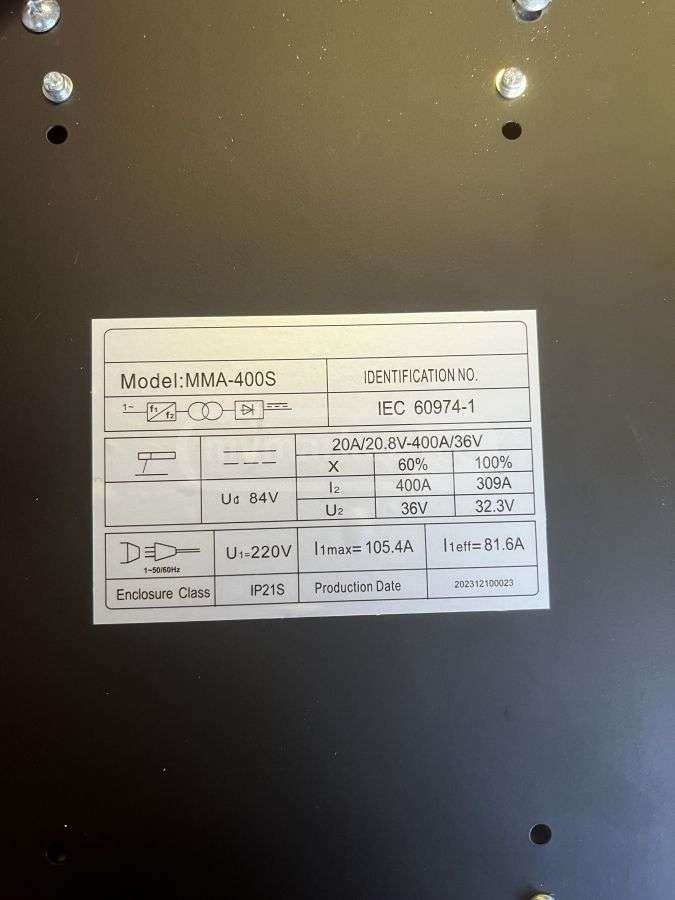 Model:MMA-400S
IDENTIFICATION NO.
1~ f1 f2
IEC 60974-1
20A/20.8V-400A/36V
X 60% 100%
I2 400A 309A
Ud 84V
U2 36V 32.3V
U1=220V
I1max= 105.4A
I1eff= 81.6A
1~50/60Hz
Enclosure Class
IP21S
Production Date
202312100023